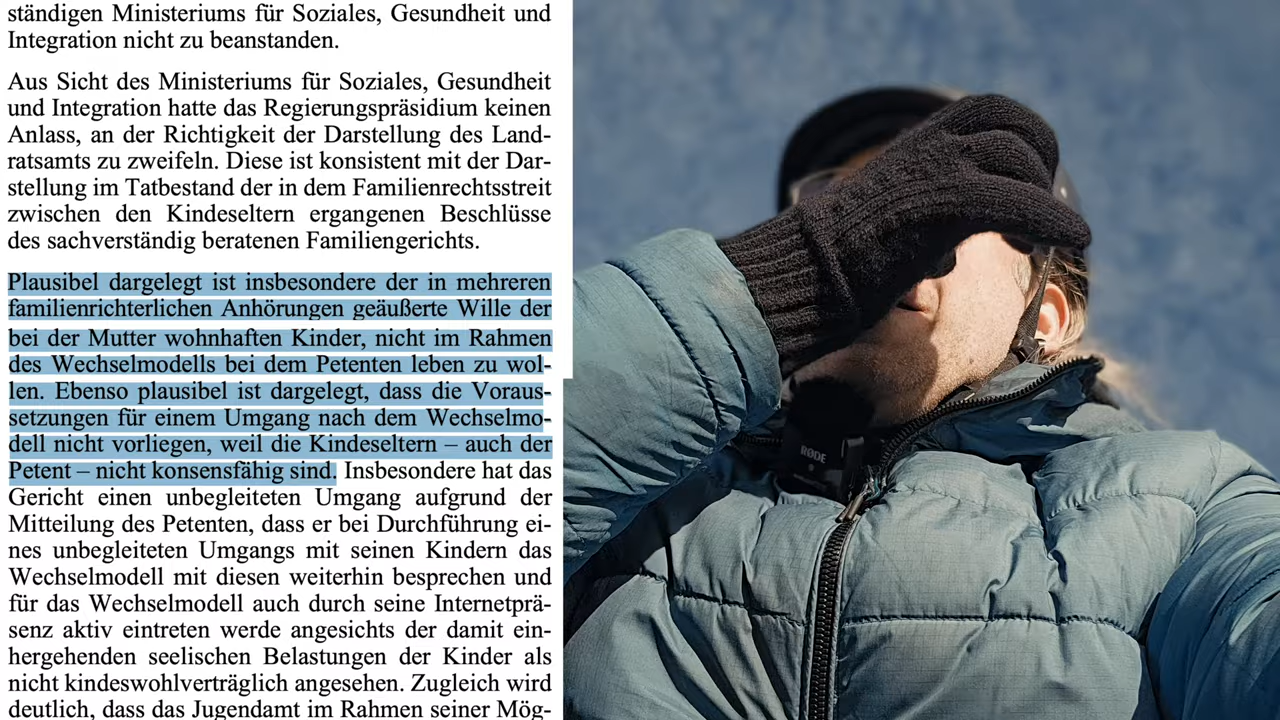 ständigen Ministeriums für Soziales, Gesundheit und
Integration nicht zu beanstanden.
Aus Sicht des Ministeriums für Soziales, Gesundheit
und Integration hatte das Regierungspräsidium keinen
Anlass, an der Richtigkeit der Darstellung des Land-
ratsamts zu zweifeln. Diese ist konsistent mit der Dar-
stellung im Tatbestand der in dem Familienrechtsstreit
zwischen den Kindeseltern ergangenen Beschlüsse
des sachverständig beratenen Familiengerichts.
Plausibel dargelegt ist insbesondere der in mehreren
familienrichterlichen Anhörungen geäußerte Wille der
bei der Mutter wohnhaften Kinder, nicht im Rahmen
des Wechselmodells bei dem Petenten leben zu wol-
len. Ebenso plausibel ist dargelegt, dass die Voraus-
setzungen für einem Umgang nach dem Wechselmo-
dell nicht vorliegen, weil die Kindeseltern – auch der
Petent – nicht konsensfähig sind. Insbesondere hat das
Gericht einen unbegleiteten Umgang aufgrund der
Mitteilung des Petenten, dass er bei Durchführung ei-
nes unbegleiteten Umgangs mit seinen Kindern das
Wechselmodell mit diesen weiterhin besprechen und
für das Wechselmodell auch durch seine Internetprä-
senz aktiv eintreten werde angesichts der damit ein-
hergehenden seelischen Belastungen der Kinder als
nicht kindeswohlverträglich angesehen. Zugleich wird
deutlich, dass das Jugendamt im Rahmen seiner Mög-
RØDE